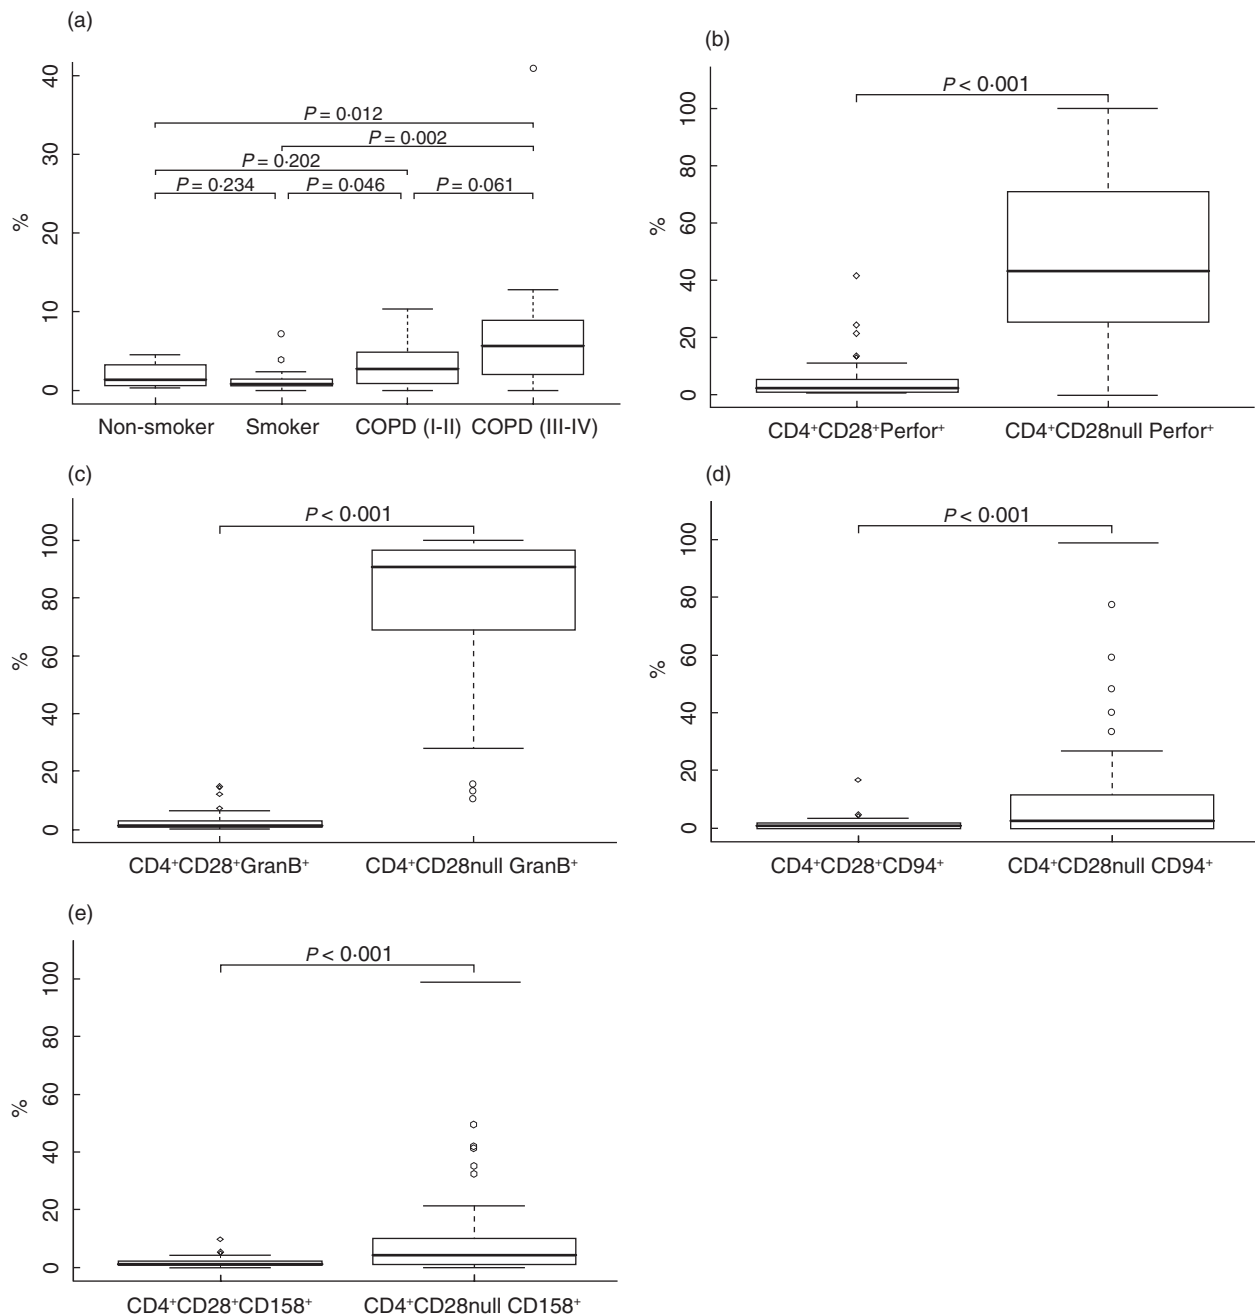 (a)
40
30
20
10
0
%
P = 0·012
P = 0·002
P = 0·202
P = 0·234
P = 0·046
P = 0·061
Non-smoker
Smoker
COPD (I-II)
COPD (III-IV)
(b)
100
80
60
40
20
0
%
P < 0·001
CD4⁺CD28⁺Perfor⁺
CD4⁺CD28null Perfor⁺
(c)
100
80
60
40
20
0
%
P < 0·001
CD4⁺CD28⁺GranB⁺
CD4⁺CD28null GranB⁺
(d)
100
80
60
40
20
0
%
P < 0·001
CD4⁺CD28⁺CD94⁺
CD4⁺CD28null CD94⁺
(e)
100
80
60
40
20
0
%
P < 0·001
CD4⁺CD28⁺CD158⁺
CD4⁺CD28null CD158⁺